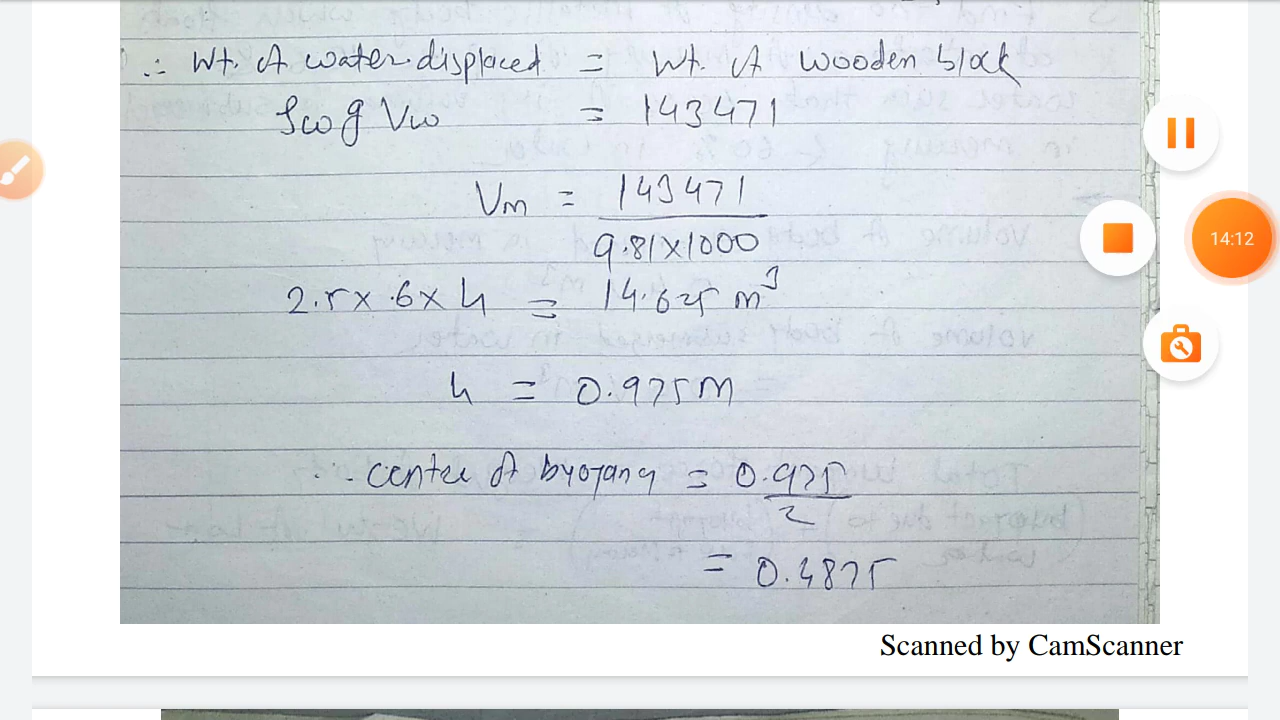 ∴ Wt. of water displaced = Wt. of wooden block
ρw g Vw = 143471
Vm = 143471 / 9.81×1000
2.5 × .6 × h = 14.625 m³
h = 0.975 m
∴ centre of buoyancy = 0.975 / 2
= 0.4875
14:12
Scanned by CamScanner